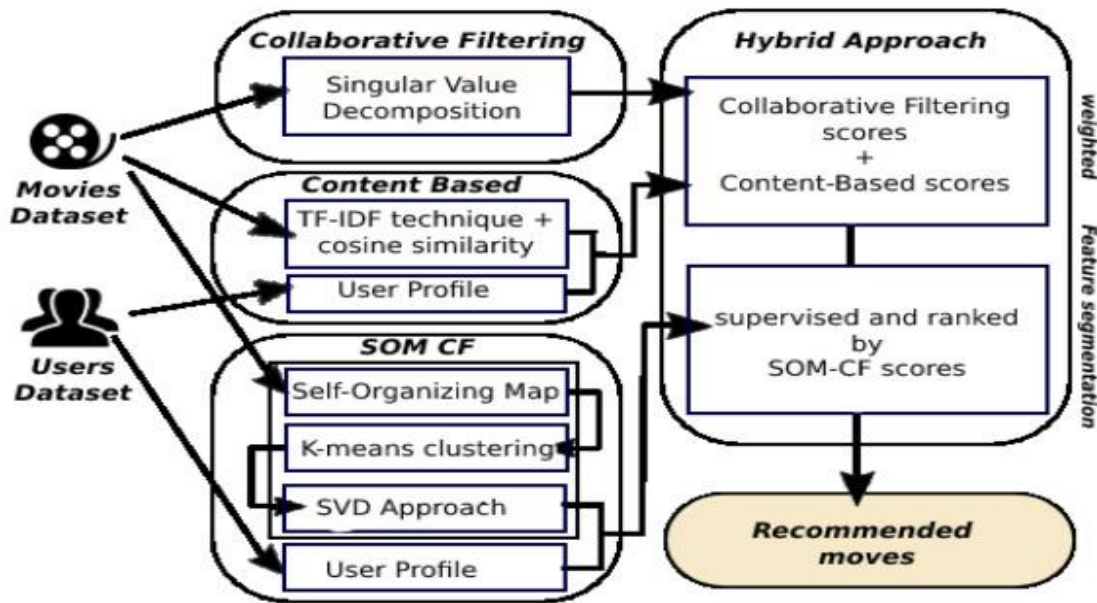 Collaborative Filtering
Singular Value
Decomposition
Movies
Dataset
Content Based
TF-IDF technique +
cosine similarity
User Profile
Users
Dataset
SOM CF
Self-Organizing Map
K-means clustering
SVD Approach
User Profile
Hybrid Approach
Collaborative Filtering
scores
+
Content-Based scores
weighted
supervised and ranked
by
SOM-CF scores
Feature segmentation
Recommended
moves